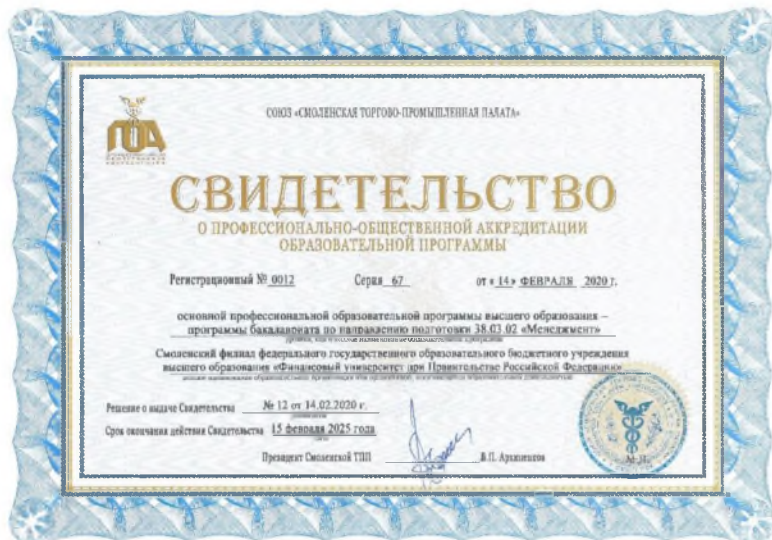 СОЮЗ «СМОЛЕНСКАЯ ТОРГОВО-ПРОМЫШЛЕННАЯ ПАЛАТА»
ПОА
СВИДЕТЕЛЬСТВО
О ПРОФЕССИОНАЛЬНО-ОБЩЕСТВЕННОЙ АККРЕДИТАЦИИ
ОБРАЗОВАТЕЛЬНОЙ ПРОГРАММЫ
Регистрационный № 0012 Серия 67 от «14» ФЕВРАЛЯ 2020 г.
основной профессиональной образовательной программы высшего образования –
программы бакалавриата по направлению подготовки 38.03.02 «Менеджмент»
Смоленский филиал федерального государственного образовательного бюджетного учреждения
высшего образования «Финансовый университет при Правительстве Российской Федерации»
Решение о выдаче Свидетельства № 12 от 14.02.2020 г.
Срок окончания действия Свидетельства 15 февраля 2025 года
Президент Смоленской ТПП В.П.